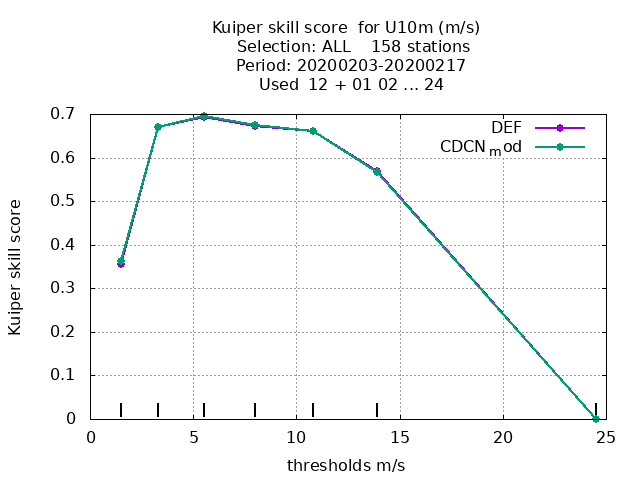 Kuiper skill score  for U10m (m/s)
Selection: ALL    158 stations
Period: 20200203-20200217
Used  12 + 01 02 ... 24
DEF
CDCN_mod
0.7
0.6
0.5
0.4
0.3
0.2
0.1
0
Kuiper skill score
0 5 10 15 20 25
thresholds m/s